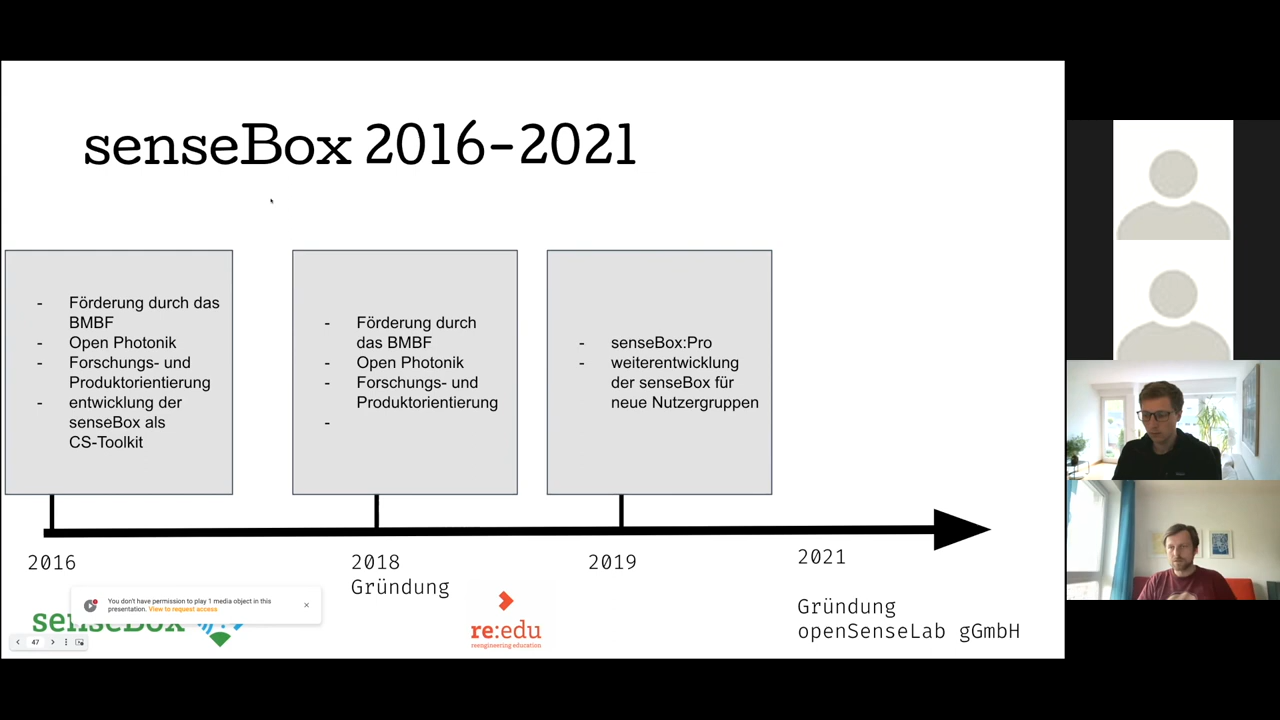 senseBox 2016-2021
- Förderung durch das
BMBF
- Open Photonik
- Forschungs- und
Produktorientierung
- entwicklung der
senseBox als
CS-Toolkit
- Förderung durch
das BMBF
- Open Photonik
- Forschungs- und
Produktorientierung
-
- senseBox:Pro
- weiterentwicklung
der senseBox für
neue Nutzergruppen
2016
2018
Gründung
2019
2021
Gründung
openSenseLab gGmbH
You don't have permission to play 1 media object in this
presentation. View to request access
senseBox
re:edu
reengineering education
47